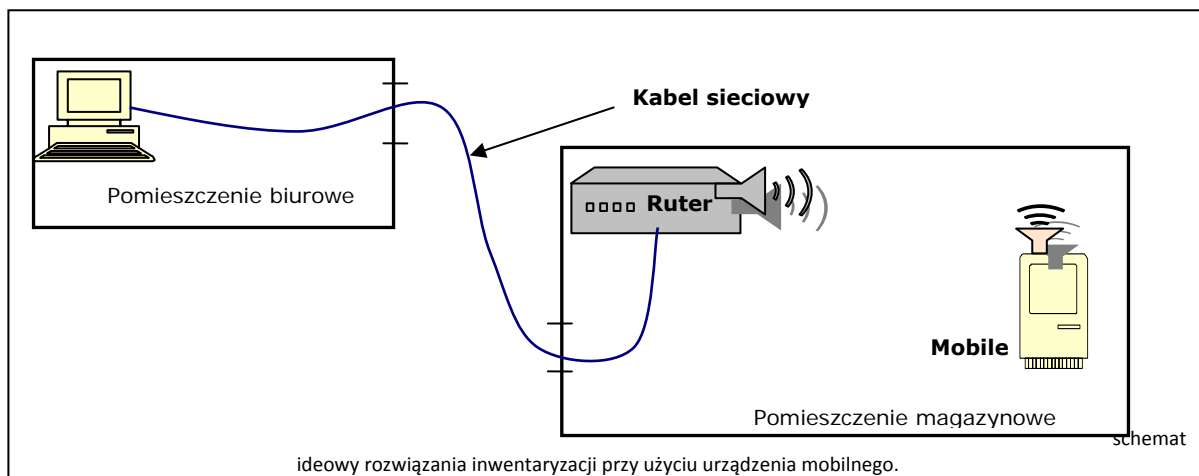 Kabel sieciowy
Pomieszczenie biurowe
Ruter
Mobile
Pomieszczenie magazynowe
schemat
ideowy rozwiązania inwentaryzacji przy użyciu urządzenia mobilnego.